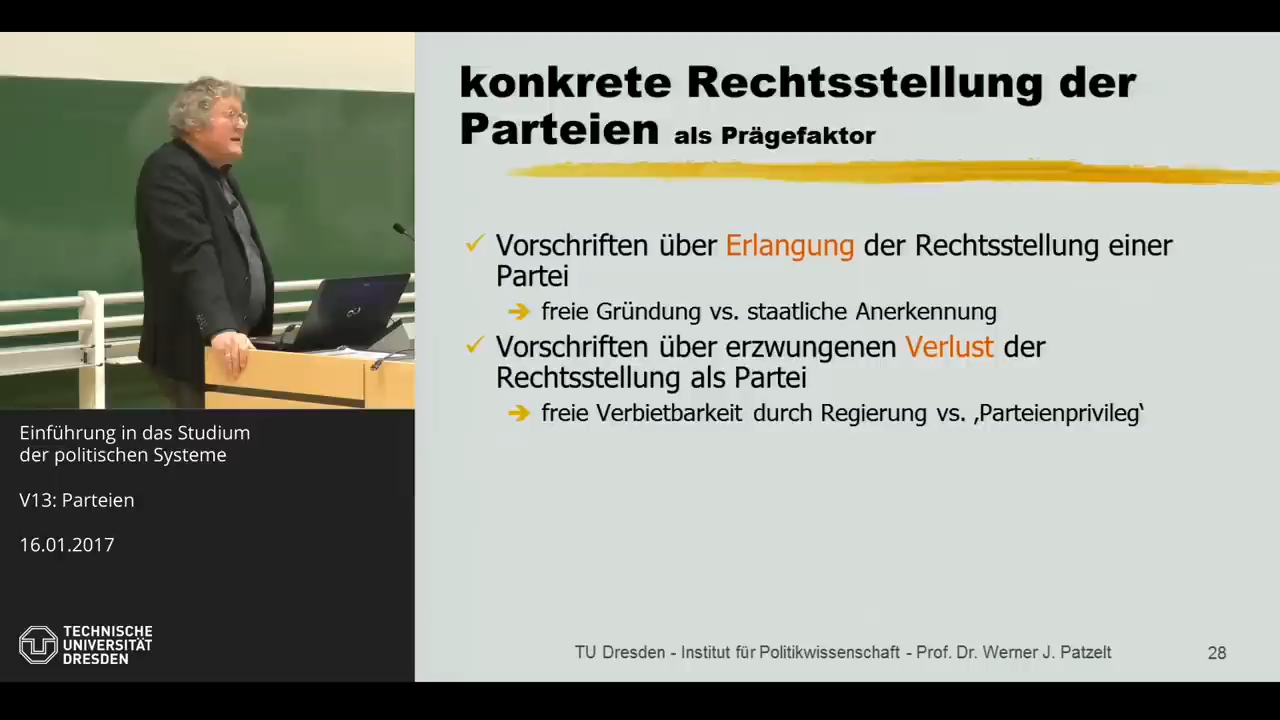 konkrete Rechtsstellung der
Parteien als Prägefaktor
Vorschriften über Erlangung der Rechtsstellung einer
Partei
freie Gründung vs. staatliche Anerkennung
Vorschriften über erzwungenen Verlust der
Rechtsstellung als Partei
freie Verbietbarkeit durch Regierung vs. ‚Parteienprivileg‘
Einführung in das Studium
der politischen Systeme
V13: Parteien
16.01.2017
TECHNISCHE
UNIVERSITÄT
DRESDEN
TU Dresden - Institut für Politikwissenschaft - Prof. Dr. Werner J. Patzelt
28